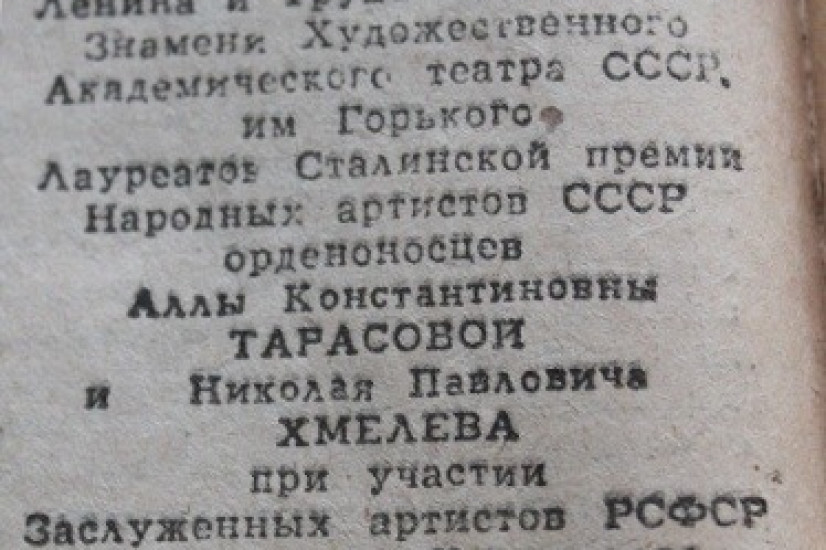 Ленина и
Знамени Художественного
Академического театра СССР.
им Горького
Лауреатов Сталинской премии
Народных артистов СССР
орденоносцев
Аллы Константиновны
ТАРАСОВОЙ
и Николая Павловича
ХМЕЛЕВА
при участии
Заслуженных артистов РСФСР